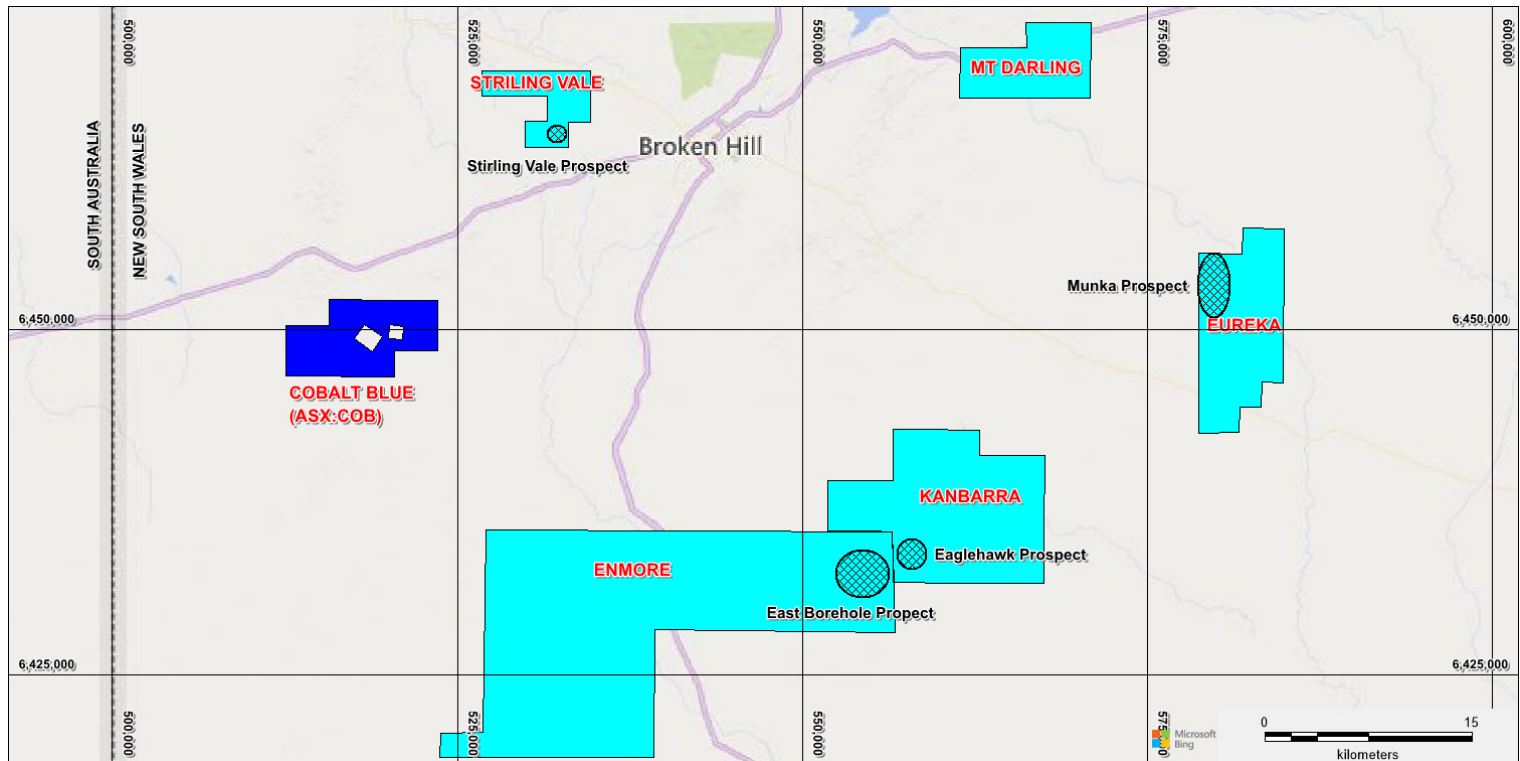 500,000
525,000
550,000
575,000
600,000
STRILING VALE
MT DARLING
SOUTH AUSTRALIA
NEW SOUTH WALES
Broken Hill
Stirling Vale Prospect
Munka Prospect
6,450,000
EUREKA
6,450,000
COBALT BLUE
(ASX:COB)
KANBARRA
ENMORE
Eaglehawk Prospect
East Borehole Propect
6,425,000
6,425,000
500,000
525,000
550,000
575,000
Microsoft
Bing
0
15
kilometers